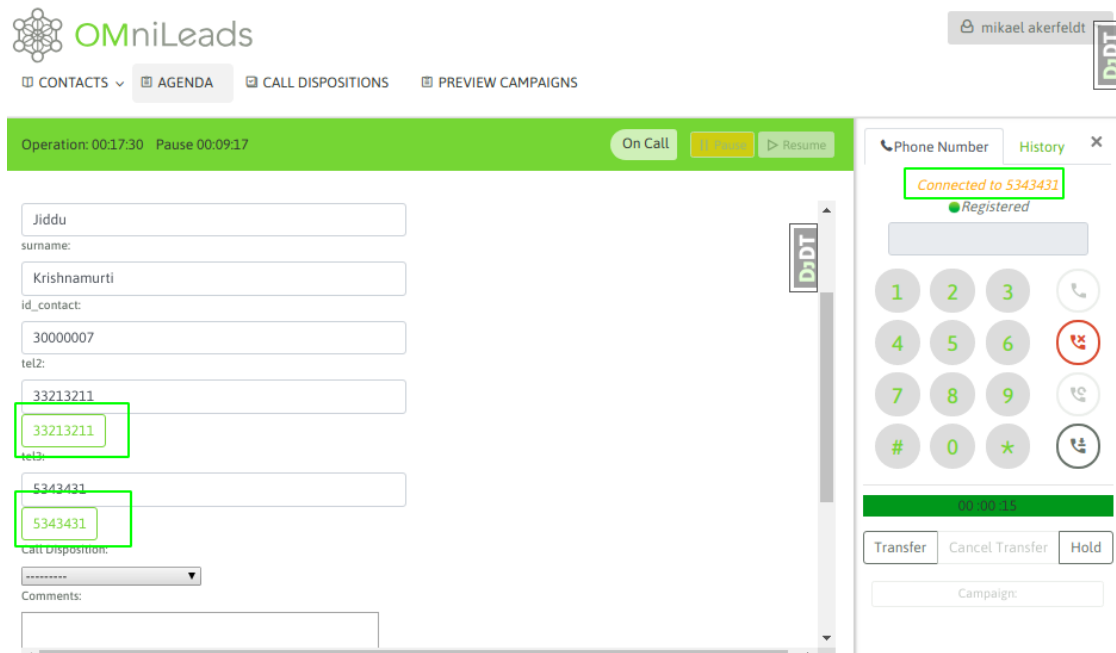 OMniLeads
mikael akerfeldt
DjDT
CONTACTS
AGENDA
CALL DISPOSITIONS
PREVIEW CAMPAIGNS
Operation: 00:17:30 Pause 00:09:17
On Call
Pause
Resume
Jiddu
surname:
Krishnamurti
id_contact:
30000007
tel2:
33213211
33213211
tel3:
5343431
5343431
Call Disposition:
---------
Comments:
DjDT
Phone Number
History
×
Connected to 5343431
Registered
1 2 3
4 5 6
7 8 9
# 0 *
00:00:15
Transfer
Cancel Transfer
Hold
Campaign: